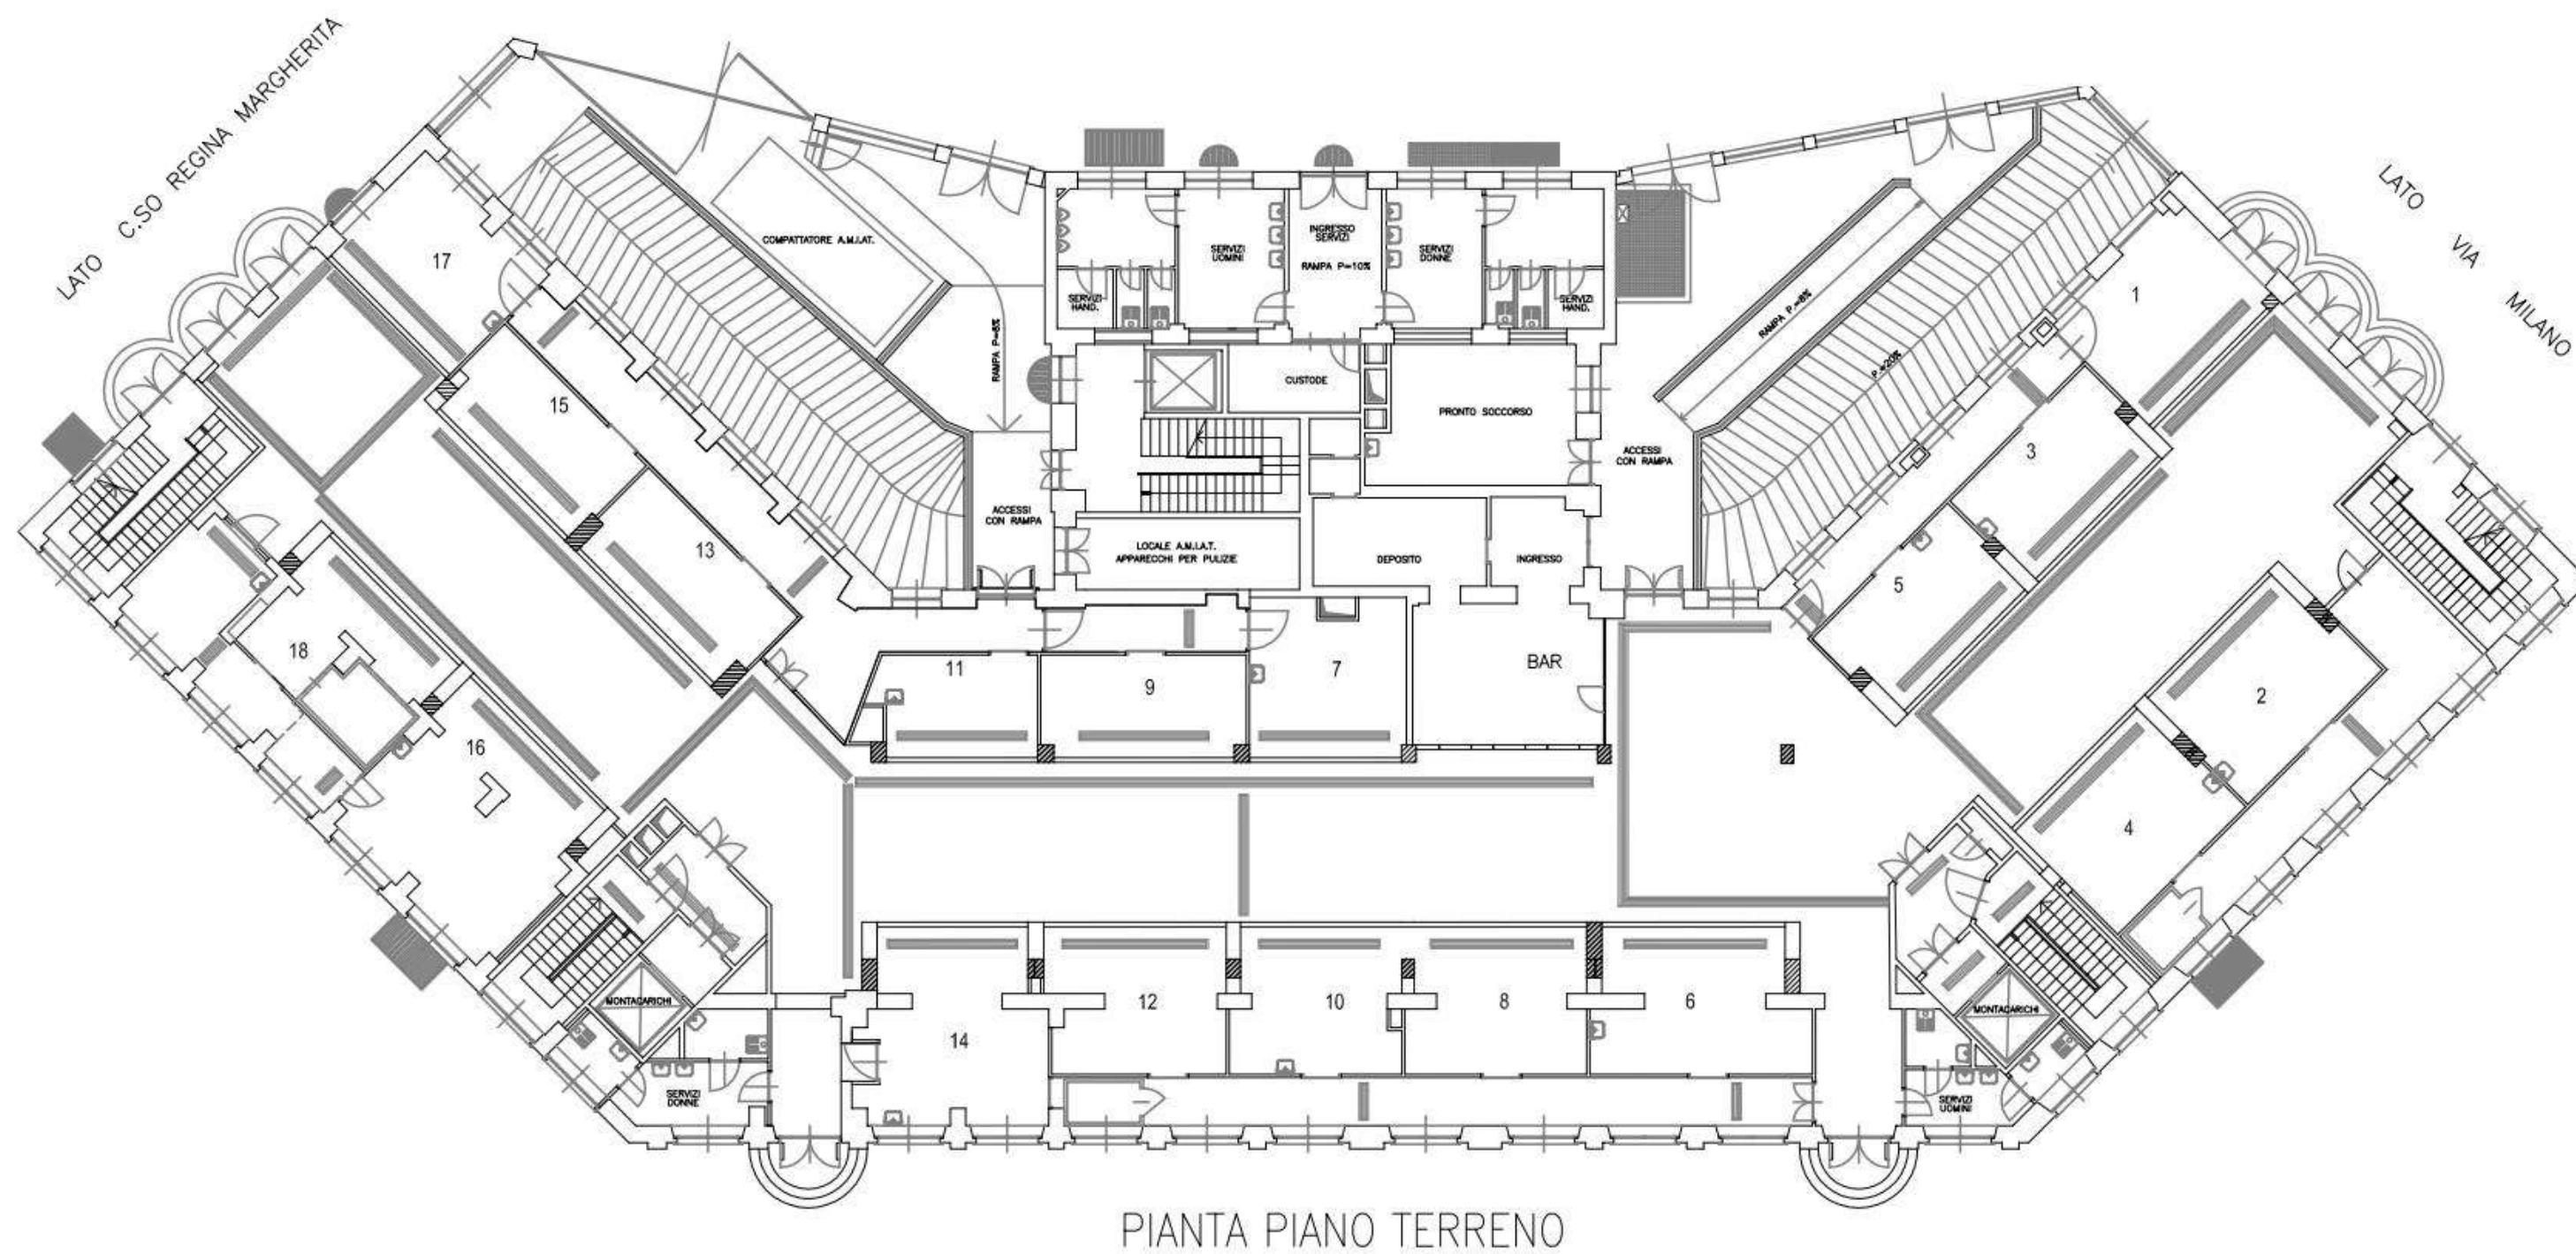 LATO C.SO REGINA MARGHERITA
LATO VIA MILANO
COMPATTATORE A.M.I.A.T.
RAMPA P=8%
SERVIZI
UOMINI
INGRESSO
SERVIZI
RAMPA P=10%
SERVIZI
DONNE
SERVIZI
HAND.
SERVIZI
HAND.
RAMPA P.=8%
P.=20%
CUSTODE
PRONTO SOCCORSO
ACCESSI
CON RAMPA
ACCESSI
CON RAMPA
LOCALE A.M.I.A.T.
APPARECCHI PER PULIZIE
DEPOSITO
INGRESSO
BAR
17
15
13
11
9
7
1
3
5
2
4
18
16
14
12
10
8
6
MONTACARICHI
MONTACARICHI
SERVIZI
DONNE
SERVIZI
UOMINI
PIANTA PIANO TERRENO